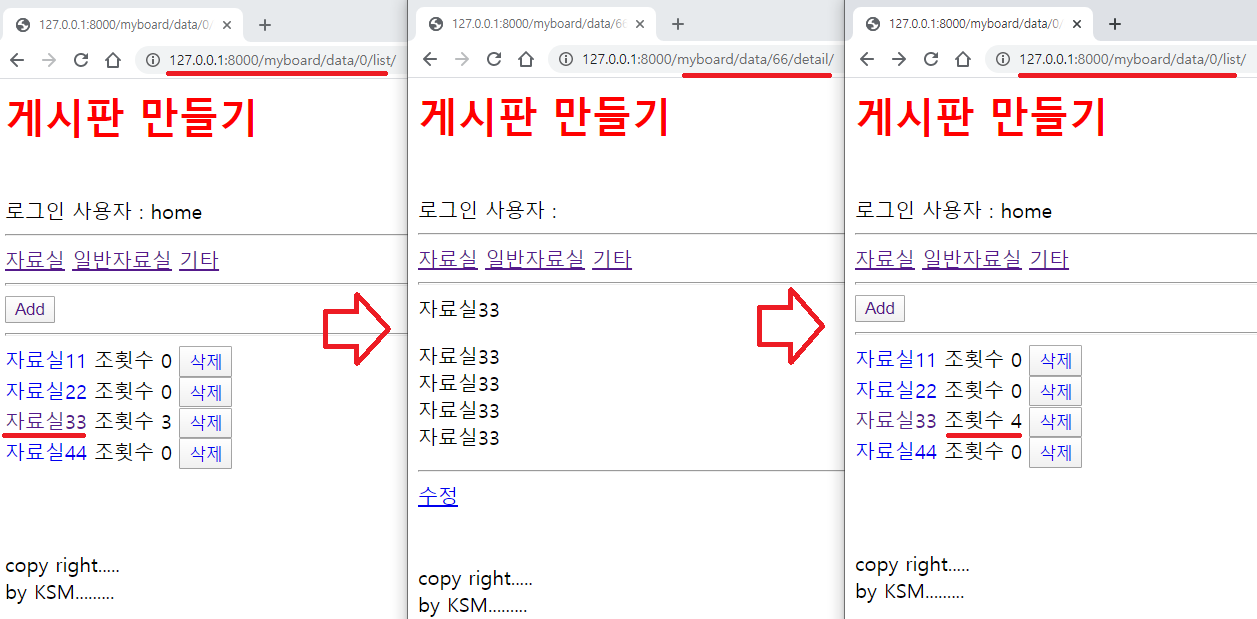 127.0.0.1:8000/myboard/data/0/
127.0.0.1:8000/myboard/data/0/list/
게시판 만들기
로그인 사용자 : home
자료실 일반자료실 기타
Add
자료실11 조횟수 0 삭제
자료실22 조횟수 0 삭제
자료실33 조횟수 3 삭제
자료실44 조횟수 0 삭제
copy right.....
by KSM.........
127.0.0.1:8000/myboard/data/66
127.0.0.1:8000/myboard/data/66/detail/
게시판 만들기
로그인 사용자 :
자료실 일반자료실 기타
자료실33
자료실33
자료실33
자료실33
자료실33
수정
copy right.....
by KSM.........
127.0.0.1:8000/myboard/data/0/
127.0.0.1:8000/myboard/data/0/list/
게시판 만들기
로그인 사용자 : home
자료실 일반자료실 기타
Add
자료실11 조횟수 0 삭제
자료실22 조횟수 0 삭제
자료실33 조횟수 4 삭제
자료실44 조횟수 0 삭제
copy right.....
by KSM.........